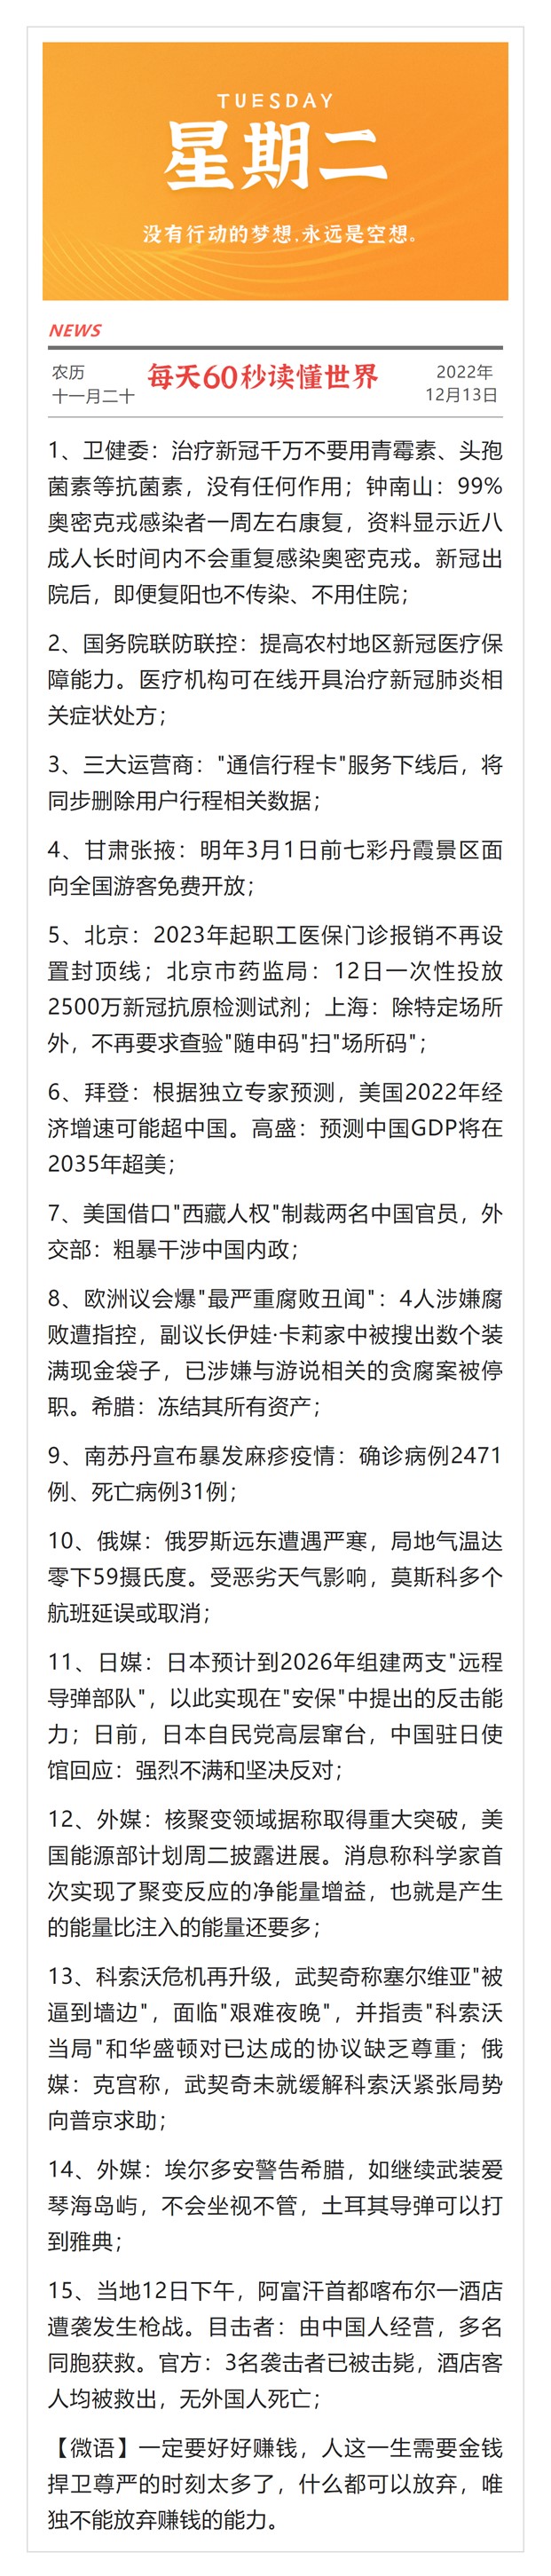 TUESDAY
星期二
没有行动的梦想,永远是空想。
NEWS
农历
十一月二十
每天60秒读懂世界
2022年
12月13日
1、卫健委：治疗新冠千万不要用青霉素、头孢
菌素等抗菌素，没有任何作用；钟南山：99%
奥密克戎感染者一周左右康复，资料显示近八
成人长时间内不会重复感染奥密克戎。新冠出
院后，即便复阳也不传染、不用住院；
2、国务院联防联控：提高农村地区新冠医疗保
障能力。医疗机构可在线开具治疗新冠肺炎相
关症状处方；
3、三大运营商："通信行程卡"服务下线后，将
同步删除用户行程相关数据；
4、甘肃张掖：明年3月1日前七彩丹霞景区面
向全国游客免费开放；
5、北京：2023年起职工医保门诊报销不再设
置封顶线；北京市药监局：12日一次性投放
2500万新冠抗原检测试剂；上海：除特定场所
外，不再要求查验"随申码"扫"场所码"；
6、拜登：根据独立专家预测，美国2022年经
济增速可能超中国。高盛：预测中国GDP将在
2035年超美；
7、美国借口"西藏人权"制裁两名中国官员，外
交部：粗暴干涉中国内政；
8、欧洲议会爆"最严重腐败丑闻"：4人涉嫌腐
败遭指控，副议长伊娃·卡莉家中被搜出数个装
满现金袋子，已涉嫌与游说相关的贪腐案被停
职。希腊：冻结其所有资产；
9、南苏丹宣布暴发麻疹疫情：确诊病例2471
例、死亡病例31例；
10、俄媒：俄罗斯远东遭遇严寒，局地气温达
零下59摄氏度。受恶劣天气影响，莫斯科多个
航班延误或取消；
11、日媒：日本预计到2026年组建两支"远程
导弹部队"，以此实现在"安保"中提出的反击能
力；日前，日本自民党高层窜台，中国驻日使
馆回应：强烈不满和坚决反对；
12、外媒：核聚变领域据称取得重大突破，美
国能源部计划周二披露进展。消息称科学家首
次实现了聚变反应的净能量增益，也就是产生
的能量比注入的能量还要多；
13、科索沃危机再升级，武契奇称塞尔维亚"被
逼到墙边"，面临"艰难夜晚"，并指责"科索沃
当局"和华盛顿对已达成的协议缺乏尊重；俄
媒：克宫称，武契奇未就缓解科索沃紧张局势
向普京求助；
14、外媒：埃尔多安警告希腊，如继续武装爱
琴海岛屿，不会坐视不管，土耳其导弹可以打
到雅典；
15、当地12日下午，阿富汗首都喀布尔一酒店
遭袭发生枪战。目击者：由中国人经营，多名
同胞获救。官方：3名袭击者已被击毙，酒店客
人均被救出，无外国人死亡；
【微语】一定要好好赚钱，人这一生需要金钱
捍卫尊严的时刻太多了，什么都可以放弃，唯
独不能放弃赚钱的能力。